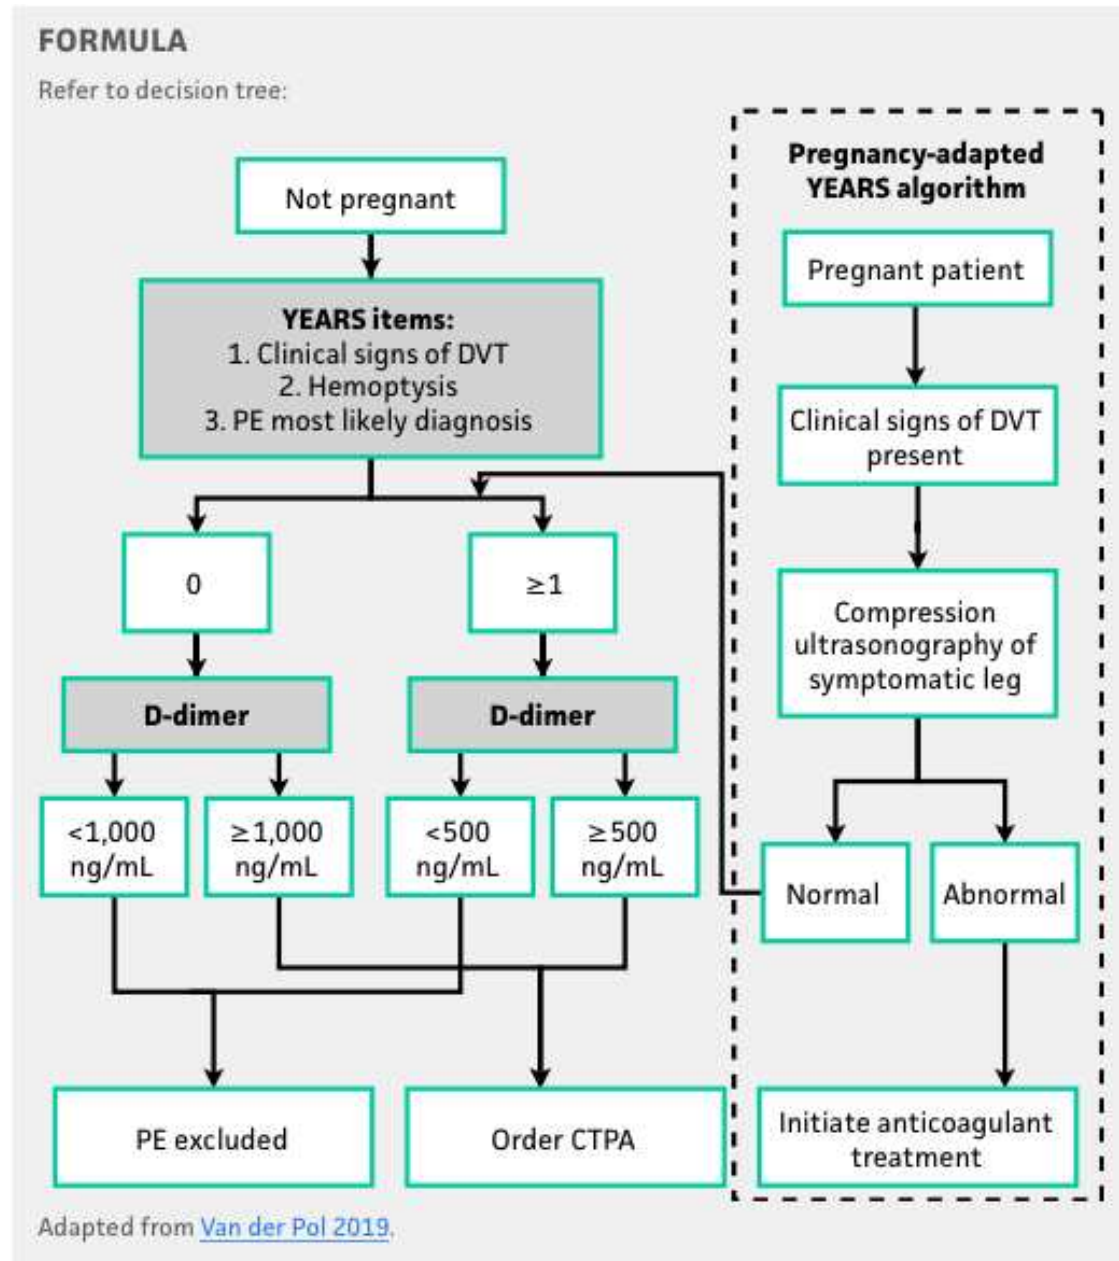 FORMULA
Refer to decision tree:
Not pregnant
YEARS items:
1. Clinical signs of DVT
2. Hemoptysis
3. PE most likely diagnosis
0
≥1
D-dimer
D-dimer
<1,000
ng/mL
≥1,000
ng/mL
<500
ng/mL
≥500
ng/mL
PE excluded
Order CTPA
Pregnancy-adapted
YEARS algorithm
Pregnant patient
Clinical signs of DVT
present
Compression
ultrasonography of
symptomatic leg
Normal
Abnormal
Initiate anticoagulant
treatment
Adapted from Van der Pol 2019.